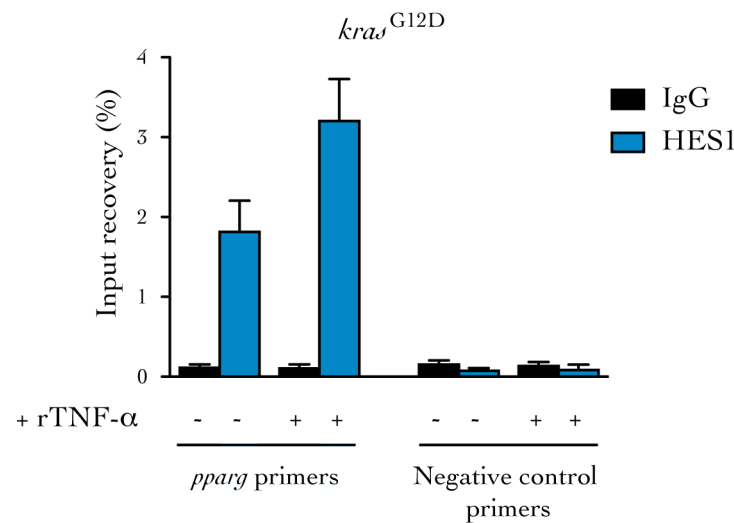 kras G12D
4
3
2
1
0
Input recovery (%)
IgG
HES1
+ rTNF-α - - + + - - + +
pparg primers
Negative control
primers